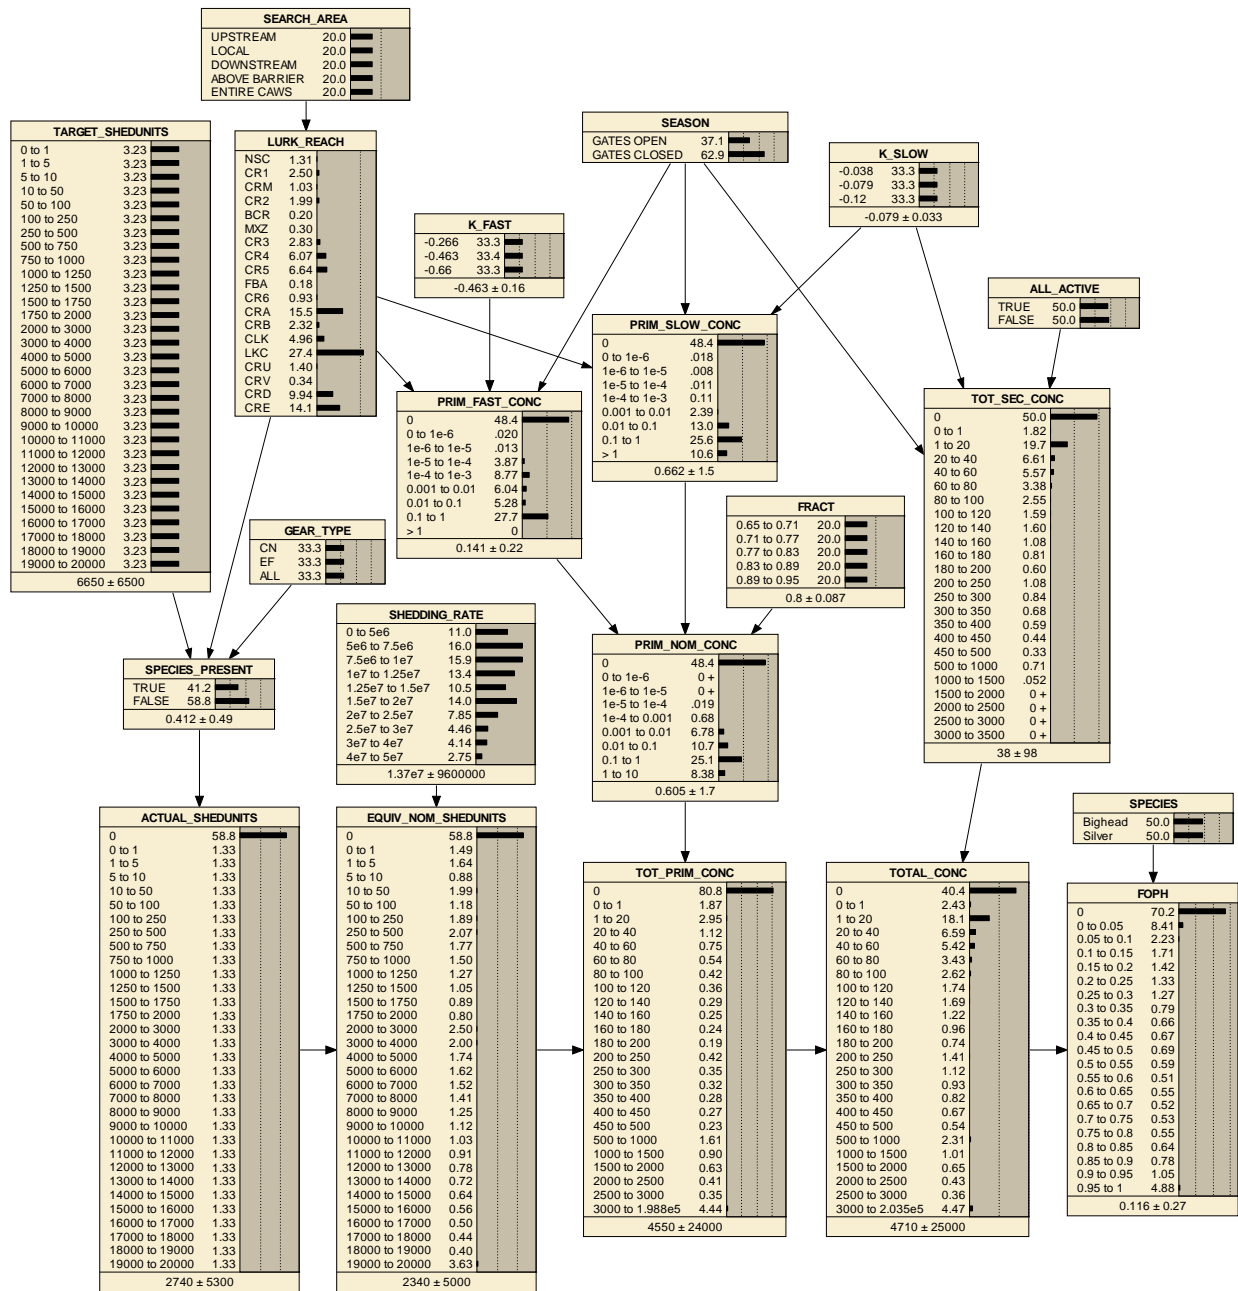 SEARCH_AREA
UPSTREAM 20.0
LOCAL 20.0
DOWNSTREAM 20.0
ABOVE BARRIER 20.0
ENTIRE CAWS 20.0
TARGET_SHEDUNITS
0 to 1 3.23
1 to 5 3.23
5 to 10 3.23
10 to 50 3.23
50 to 100 3.23
100 to 250 3.23
250 to 500 3.23
500 to 750 3.23
750 to 1000 3.23
1000 to 1250 3.23
1250 to 1500 3.23
1500 to 1750 3.23
1750 to 2000 3.23
2000 to 3000 3.23
3000 to 4000 3.23
4000 to 5000 3.23
5000 to 6000 3.23
6000 to 7000 3.23
7000 to 8000 3.23
8000 to 9000 3.23
9000 to 10000 3.23
10000 to 11000 3.23
11000 to 12000 3.23
12000 to 13000 3.23
13000 to 14000 3.23
14000 to 15000 3.23
15000 to 16000 3.23
16000 to 17000 3.23
17000 to 18000 3.23
18000 to 19000 3.23
19000 to 20000 3.23
6650 ± 6500
LURK_REACH
NSC 1.31
CR1 2.50
CRM 1.03
CR2 1.99
BCR 0.20
MXZ 0.30
CR3 2.83
CR4 6.07
CR5 6.64
FBA 0.18
CR6 0.93
CRA 15.5
CRB 2.32
CLK 4.96
LKC 27.4
CRU 1.40
CRV 0.34
CRD 9.94
CRE 14.1
SEASON
GATES OPEN 37.1
GATES CLOSED 62.9
K_SLOW
-0.038 33.3
-0.079 33.3
-0.12 33.3
-0.079 ± 0.033
K_FAST
-0.266 33.3
-0.463 33.4
-0.66 33.3
-0.463 ± 0.16
ALL_ACTIVE
TRUE 50.0
FALSE 50.0
PRIM_SLOW_CONC
0 48.4
0 to 1e-6 .018
1e-6 to 1e-5 .008
1e-5 to 1e-4 .011
1e-4 to 1e-3 0.11
0.001 to 0.01 2.39
0.01 to 0.1 13.0
0.1 to 1 25.6
> 1 10.6
0.662 ± 1.5
PRIM_FAST_CONC
0 48.4
0 to 1e-6 .020
1e-6 to 1e-5 .013
1e-5 to 1e-4 3.87
1e-4 to 1e-3 8.77
0.001 to 0.01 6.04
0.01 to 0.1 5.28
0.1 to 1 27.7
> 1 0
0.141 ± 0.22
TOT_SEC_CONC
0 50.0
0 to 1 1.82
1 to 20 19.7
20 to 40 6.61
40 to 60 5.57
60 to 80 3.38
80 to 100 2.55
100 to 120 1.59
120 to 140 1.60
140 to 160 1.08
160 to 180 0.81
180 to 200 0.60
200 to 250 1.08
250 to 300 0.84
300 to 350 0.68
350 to 400 0.59
400 to 450 0.44
450 to 500 0.33
500 to 1000 0.71
1000 to 1500 .052
1500 to 2000 0 +
2000 to 2500 0 +
2500 to 3000 0 +
3000 to 3500 0 +
38 ± 98
FRACT
0.65 to 0.71 20.0
0.71 to 0.77 20.0
0.77 to 0.83 20.0
0.83 to 0.89 20.0
0.89 to 0.95 20.0
0.8 ± 0.087
GEAR_TYPE
CN 33.3
EF 33.3
ALL 33.3
SHEDDING_RATE
0 to 5e6 11.0
5e6 to 7.5e6 16.0
7.5e6 to 1e7 15.9
1e7 to 1.25e7 13.4
1.25e7 to 1.5e7 10.5
1.5e7 to 2e7 14.0
2e7 to 2.5e7 7.85
2.5e7 to 3e7 4.46
3e7 to 4e7 4.14
4e7 to 5e7 2.75
1.37e7 ± 9600000
PRIM_NOM_CONC
0 48.4
0 to 1e-6 0 +
1e-6 to 1e-5 0 +
1e-5 to 1e-4 .019
1e-4 to 0.001 0.68
0.001 to 0.01 6.78
0.01 to 0.1 10.7
0.1 to 1 25.1
1 to 10 8.38
0.605 ± 1.7
SPECIES_PRESENT
TRUE 41.2
FALSE 58.8
0.412 ± 0.49
SPECIES
Bighead 50.0
Silver 50.0
ACTUAL_SHEDUNITS
0 58.8
0 to 1 1.33
1 to 5 1.33
5 to 10 1.33
10 to 50 1.33
50 to 100 1.33
100 to 250 1.33
250 to 500 1.33
500 to 750 1.33
750 to 1000 1.33
1000 to 1250 1.33
1250 to 1500 1.33
1500 to 1750 1.33
1750 to 2000 1.33
2000 to 3000 1.33
3000 to 4000 1.33
4000 to 5000 1.33
5000 to 6000 1.33
6000 to 7000 1.33
7000 to 8000 1.33
8000 to 9000 1.33
9000 to 10000 1.33
10000 to 11000 1.33
11000 to 12000 1.33
12000 to 13000 1.33
13000 to 14000 1.33
14000 to 15000 1.33
15000 to 16000 1.33
16000 to 17000 1.33
17000 to 18000 1.33
18000 to 19000 1.33
19000 to 20000 1.33
2740 ± 5300
EQUIV_NOM_SHEDUNITS
0 58.8
0 to 1 1.49
1 to 5 1.64
5 to 10 0.88
10 to 50 1.99
50 to 100 1.18
100 to 250 1.89
250 to 500 2.07
500 to 750 1.77
750 to 1000 1.50
1000 to 1250 1.27
1250 to 1500 1.05
1500 to 1750 0.89
1750 to 2000 0.80
2000 to 3000 2.50
3000 to 4000 2.00
4000 to 5000 1.74
5000 to 6000 1.62
6000 to 7000 1.52
7000 to 8000 1.41
8000 to 9000 1.25
9000 to 10000 1.12
10000 to 11000 1.03
11000 to 12000 0.91
12000 to 13000 0.78
13000 to 14000 0.72
14000 to 15000 0.64
15000 to 16000 0.56
16000 to 17000 0.50
17000 to 18000 0.44
18000 to 19000 0.40
19000 to 20000 3.63
2340 ± 5000
TOT_PRIM_CONC
0 80.8
0 to 1 1.87
1 to 20 2.95
20 to 40 1.12
40 to 60 0.75
60 to 80 0.54
80 to 100 0.42
100 to 120 0.36
120 to 140 0.29
140 to 160 0.25
160 to 180 0.24
180 to 200 0.19
200 to 250 0.42
250 to 300 0.35
300 to 350 0.32
350 to 400 0.28
400 to 450 0.27
450 to 500 0.23
500 to 1000 1.61
1000 to 1500 0.90
1500 to 2000 0.63
2000 to 2500 0.41
2500 to 3000 0.35
3000 to 1.988e5 4.44
4550 ± 24000
TOTAL_CONC
0 40.4
0 to 1 2.43
1 to 20 18.1
20 to 40 6.59
40 to 60 5.42
60 to 80 3.43
80 to 100 2.62
100 to 120 1.74
120 to 140 1.69
140 to 160 1.22
160 to 180 0.96
180 to 200 0.74
200 to 250 1.41
250 to 300 1.12
300 to 350 0.93
350 to 400 0.82
400 to 450 0.67
450 to 500 0.54
500 to 1000 2.31
1000 to 1500 1.01
1500 to 2000 0.65
2000 to 2500 0.43
2500 to 3000 0.36
3000 to 2.035e5 4.47
4710 ± 25000
FOPH
0 70.2
0 to 0.05 8.41
0.05 to 0.1 2.23
0.1 to 0.15 1.71
0.15 to 0.2 1.42
0.2 to 0.25 1.33
0.25 to 0.3 1.27
0.3 to 0.35 0.79
0.35 to 0.4 0.66
0.4 to 0.45 0.67
0.45 to 0.5 0.69
0.5 to 0.55 0.59
0.55 to 0.6 0.51
0.6 to 0.65 0.55
0.65 to 0.7 0.52
0.7 to 0.75 0.53
0.75 to 0.8 0.55
0.8 to 0.85 0.64
0.85 to 0.9 0.78
0.9 to 0.95 1.05
0.95 to 1 4.88
0.116 ± 0.27